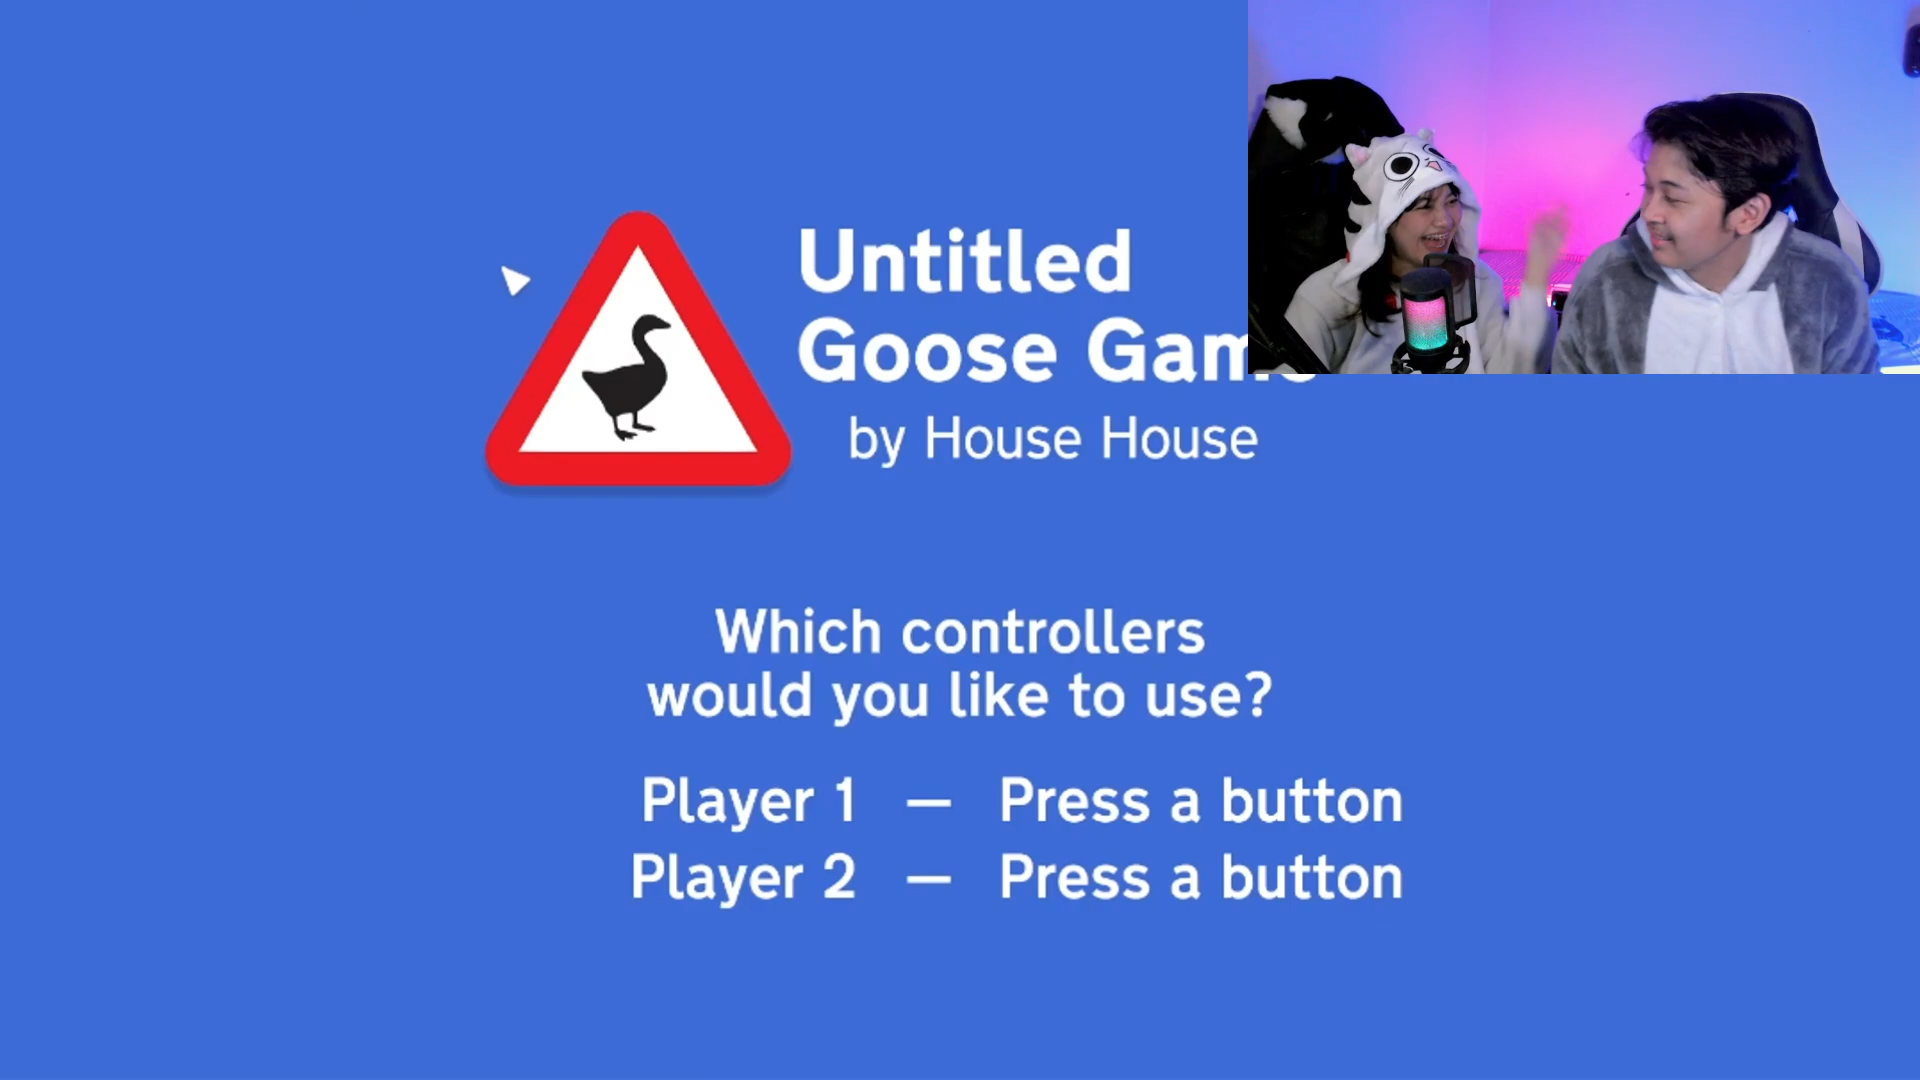 Untitled
Goose Gam
by House House
Which controllers
would you like to use?
Player 1 — Press a button
Player 2 — Press a button